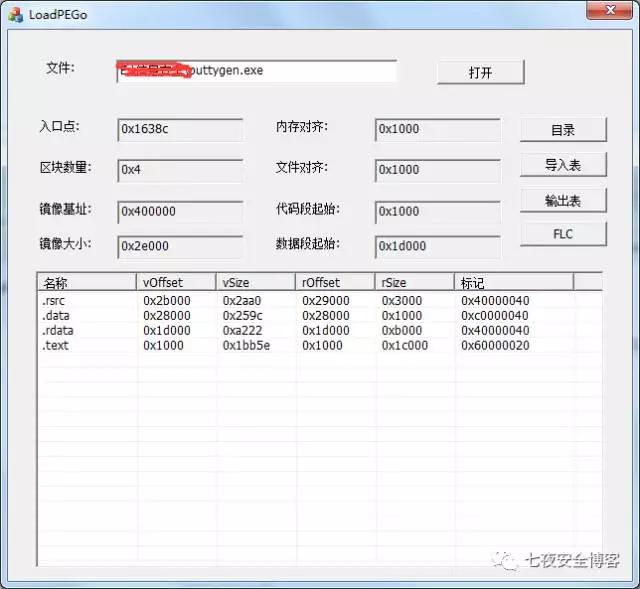 LoadPEGo
文件: puttygen.exe 打开
入口点: 0x1638c 内存对齐: 0x1000 目录
区块数量: 0x4 文件对齐: 0x1000 导入表
镜像基址: 0x400000 代码段起始: 0x1000 输出表
镜像大小: 0x2e000 数据段起始: 0x1d000 FLC
名称 vOffset vSize rOffset rSize 标记
.rsrc 0x2b000 0x2aa0 0x29000 0x3000 0x40000040
.data 0x28000 0x259c 0x28000 0x1000 0xc0000040
.rdata 0x1d000 0xa222 0x1d000 0xb000 0x40000040
.text 0x1000 0x1bb5e 0x1000 0x1c000 0x60000020
七夜安全博客